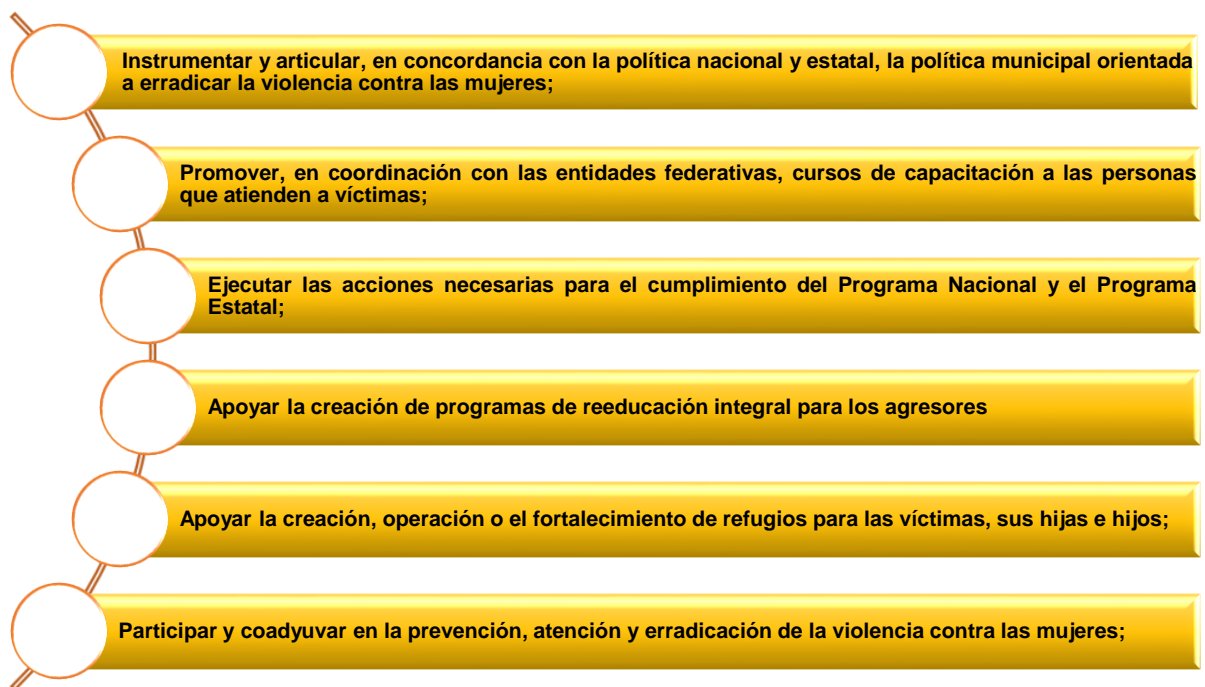 Instrumentar y articular, en concordancia con la política nacional y estatal, la política municipal orientada
a erradicar la violencia contra las mujeres;
Promover, en coordinación con las entidades federativas, cursos de capacitación a las personas
que atienden a víctimas;
Ejecutar las acciones necesarias para el cumplimiento del Programa Nacional y el Programa
Estatal;
Apoyar la creación de programas de reeducación integral para los agresores
Apoyar la creación, operación o el fortalecimiento de refugios para las víctimas, sus hijas e hijos;
Participar y coadyuvar en la prevención, atención y erradicación de la violencia contra las mujeres;